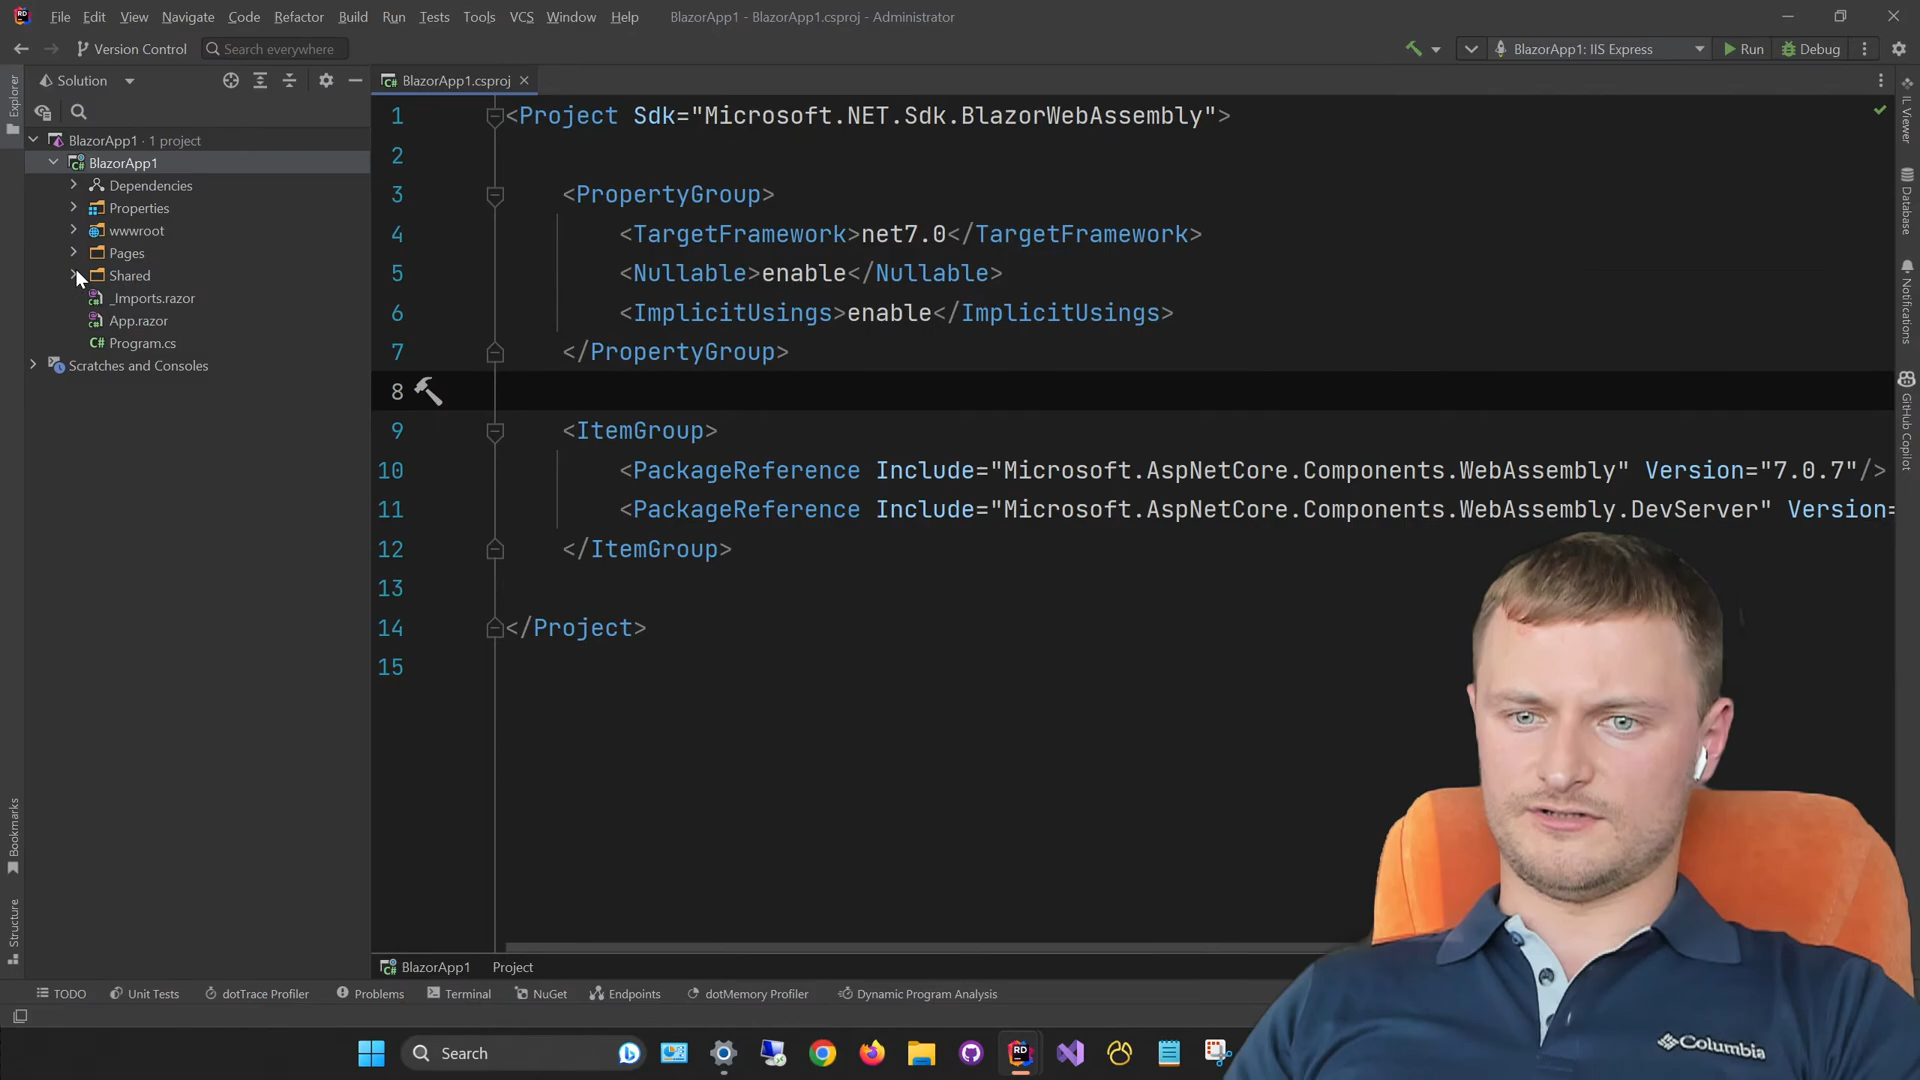 File Edit View Navigate Code Refactor Build Run Tests Tools VCS Window Help BlazorApp1 - BlazorApp1.csproj - Administrator
Version Control Search everywhere BlazorApp1: IIS Express Run Debug
Solution
BlazorApp1.csproj
Explorer
BlazorApp1 · 1 project
BlazorApp1
Dependencies
Properties
wwwroot
Pages
Shared
_Imports.razor
App.razor
C# Program.cs
Scratches and Consoles
Bookmarks
Structure
1 <Project Sdk="Microsoft.NET.Sdk.BlazorWebAssembly">
2
3 <PropertyGroup>
4 <TargetFramework>net7.0</TargetFramework>
5 <Nullable>enable</Nullable>
6 <ImplicitUsings>enable</ImplicitUsings>
7 </PropertyGroup>
8
9 <ItemGroup>
10 <PackageReference Include="Microsoft.AspNetCore.Components.WebAssembly" Version="7.0.7"/>
11 <PackageReference Include="Microsoft.AspNetCore.Components.WebAssembly.DevServer" Version=
12 </ItemGroup>
13
14 </Project>
15
IL Viewer
Database
Notifications
GitHub Copilot
BlazorApp1 Project
TODO Unit Tests dotTrace Profiler Problems Terminal NuGet Endpoints dotMemory Profiler Dynamic Program Analysis
Search
RD
Columbia